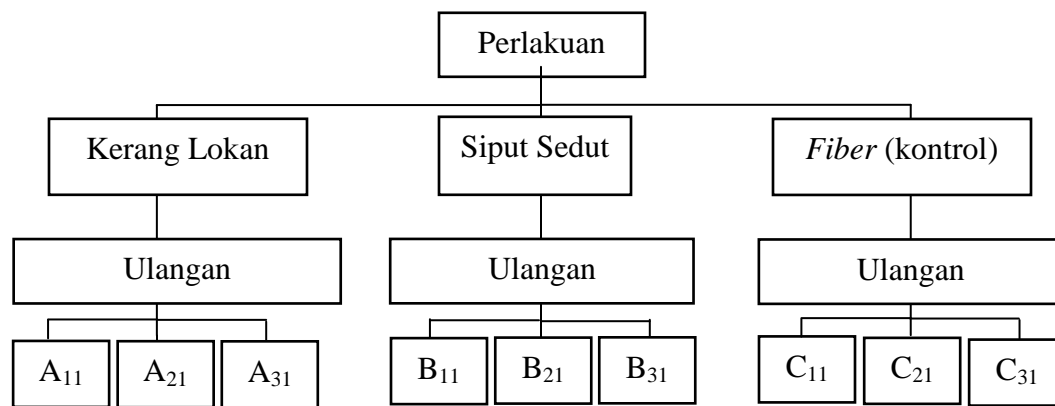 Perlakuan
Kerang Lokan
Siput Sedut
Fiber (kontrol)
Ulangan
Ulangan
Ulangan
A₁₁
A₂₁
A₃₁
B₁₁
B₂₁
B₃₁
C₁₁
C₂₁
C₃₁